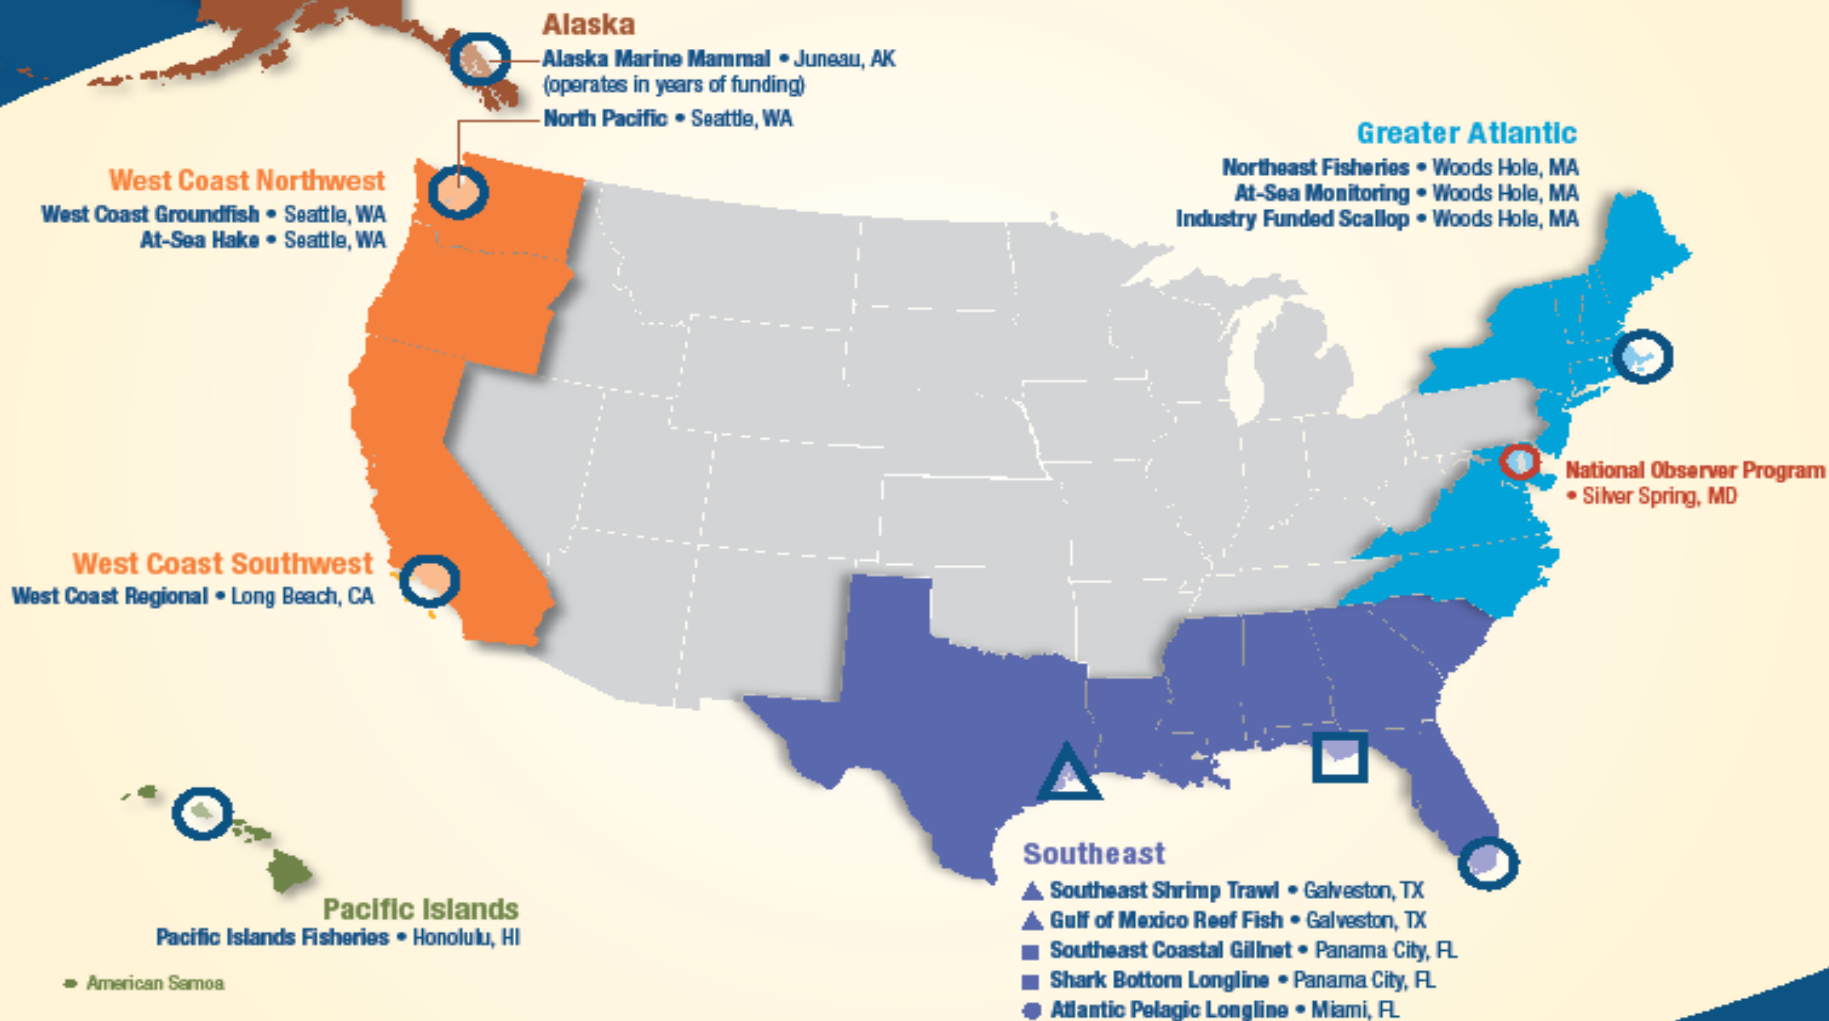 Alaska
Alaska Marine Mammal • Juneau, AK
(operates in years of funding)
North Pacific • Seattle, WA
West Coast Northwest
West Coast Groundfish • Seattle, WA
At-Sea Hake • Seattle, WA
Greater Atlantic
Northeast Fisheries • Woods Hole, MA
At-Sea Monitoring • Woods Hole, MA
Industry Funded Scallop • Woods Hole, MA
National Observer Program
• Silver Spring, MD
West Coast Southwest
West Coast Regional • Long Beach, CA
Southeast
Southeast Shrimp Trawl • Galveston, TX
Gulf of Mexico Reef Fish • Galveston, TX
Southeast Coastal Gillnet • Panama City, FL
Shark Bottom Longline • Panama City, FL
Atlantic Pelagic Longline • Miami, FL
Pacific Islands
Pacific Islands Fisheries • Honolulu, HI
American Samoa